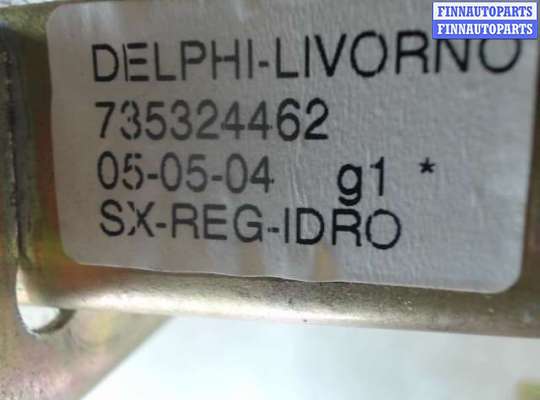 FINNAUTOPARTS
FINNAUTOPARTS
DELPHI-LIVORNO
735324462
05-05-04 g1 *
SX-REG-IDRO